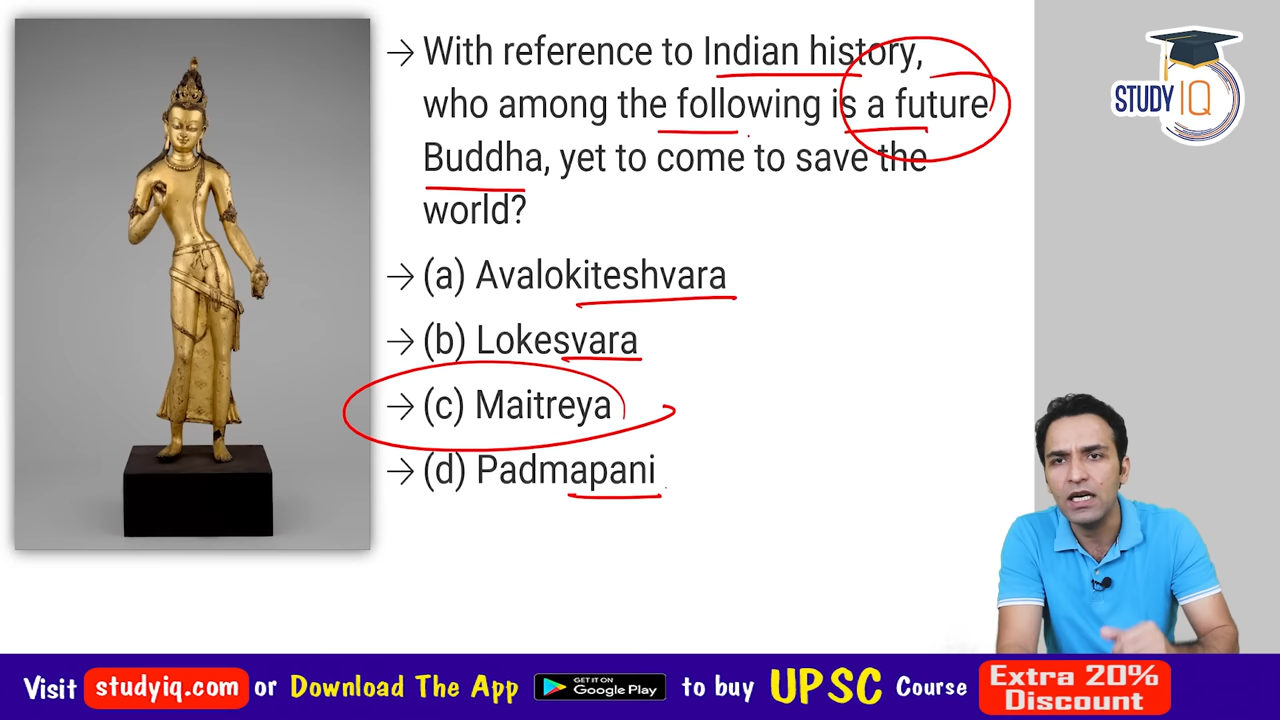 → With reference to Indian history,
who among the following is a future
Buddha, yet to come to save the
world?
→ (a) Avalokiteshvara
→ (b) Lokesvara
→ (c) Maitreya
→ (d) Padmapani
STUDY IQ
Visit studyiq.com or Download The App GET IT ON Google Play to buy UPSC Course Extra 20%
Discount